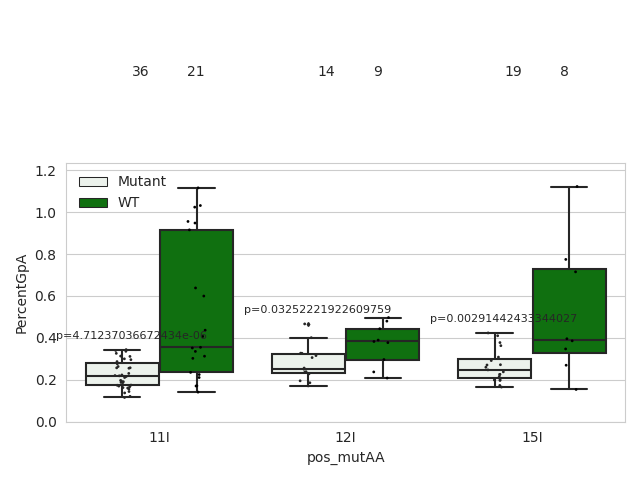 36 21 14 9 19 8
1.2
Mutant
WT
1.0
0.8
0.6
0.4
0.2
0.0
PercentGpA
p=0.03252221922609759
p=0.00291442433344027
p=4.71237036672434e-06
11I 12I 15I
pos_mutAA